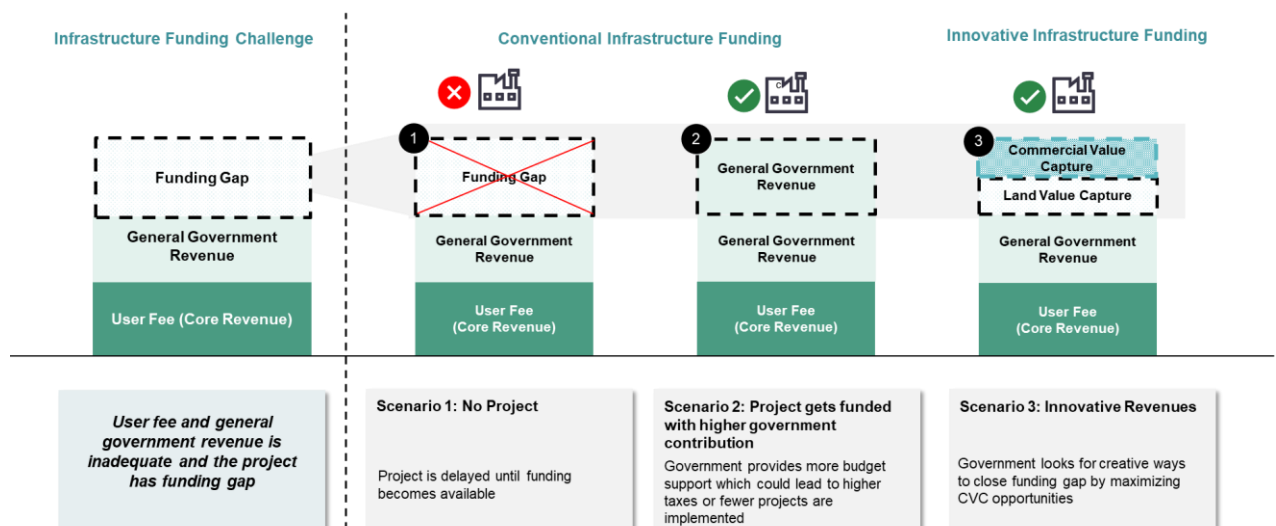 Infrastructure Funding Challenge
Conventional Infrastructure Funding
Innovative Infrastructure Funding
Funding Gap
General Government
Revenue
User Fee (Core Revenue)
1
Funding Gap
General Government
Revenue
User Fee
(Core Revenue)
C
2
General Government
Revenue
General Government
Revenue
User Fee
(Core Revenue)
3
Commercial Value
Capture
Land Value Capture
General Government
Revenue
User Fee
(Core Revenue)
User fee and general
government revenue is
inadequate and the project
has funding gap
Scenario 1: No Project
Project is delayed until funding
becomes available
Scenario 2: Project gets funded
with higher government
contribution
Government provides more budget
support which could lead to higher
taxes or fewer projects are
implemented
Scenario 3: Innovative Revenues
Government looks for creative ways
to close funding gap by maximizing
CVC opportunities